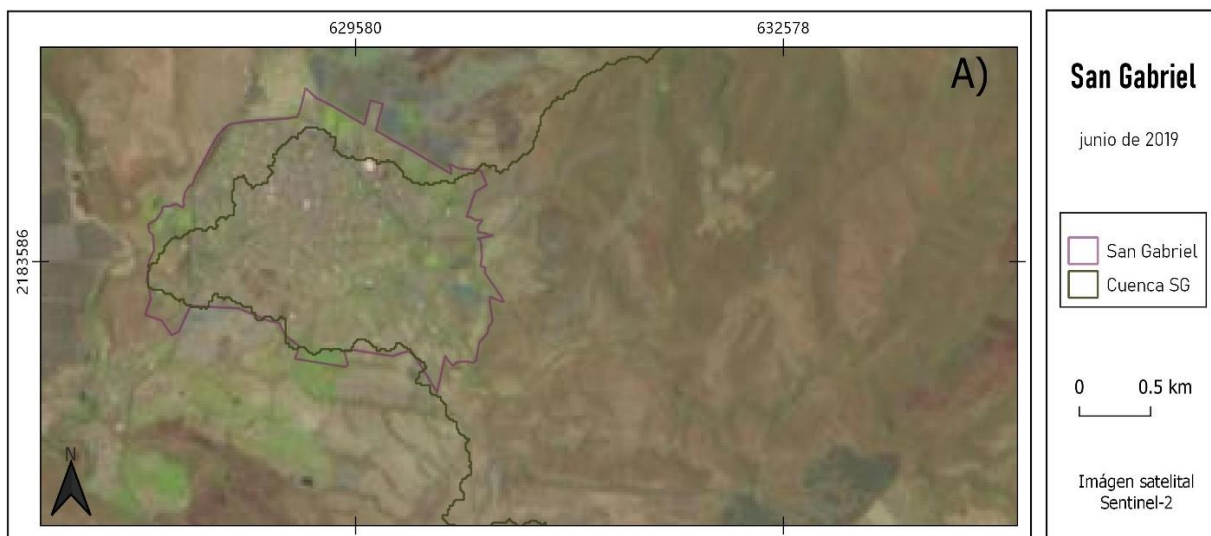 629580
632578
A)
2183586
N
San Gabriel
junio de 2019
San Gabriel
Cuenca SG
0 0.5 km
Imágen satelital
Sentinel-2